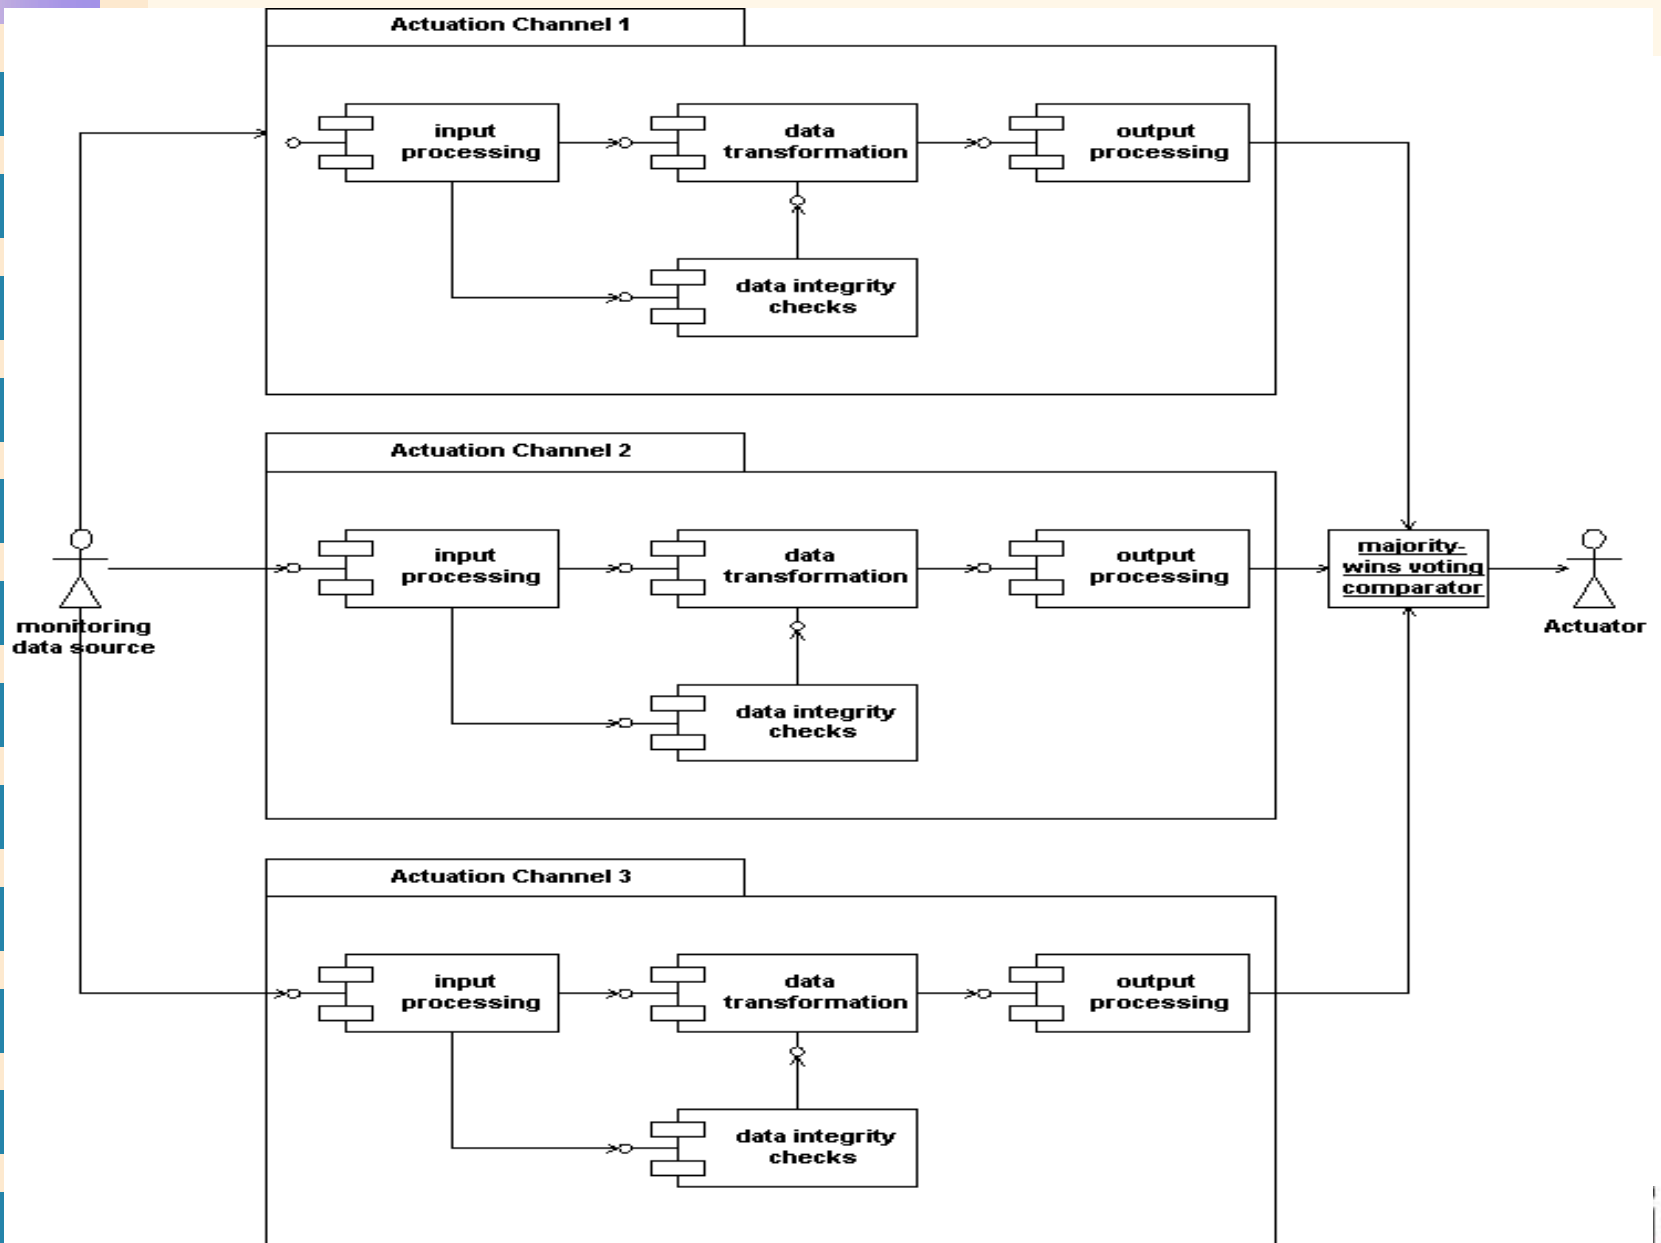 Actuation Channel 1
input
processing
data
transformation
output
processing
data integrity
checks
Actuation Channel 2
input
processing
data
transformation
output
processing
data integrity
checks
monitoring
data source
majority-
wins voting
comparator
Actuator
Actuation Channel 3
input
processing
data
transformation
output
processing
data integrity
checks